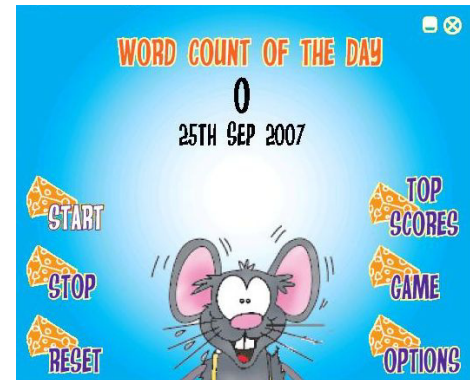 WORD COUNT OF THE DAY
0
25TH SEP 2007
START
TOP
SCORES
STOP
GAME
RESET
OPTIONS